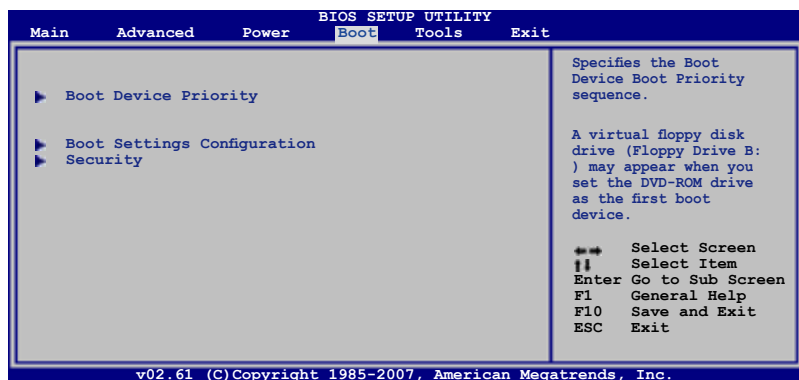 BIOS SETUP UTILITY
Main Advanced Power Boot Tools Exit
Boot Device Priority
Boot Settings Configuration
Security
Specifies the Boot
Device Boot Priority
sequence.
A virtual floppy disk
drive (Floppy Drive B:
) may appear when you
set the DVD-ROM drive
as the first boot
device.
Select Screen
Select Item
Enter Go to Sub Screen
F1 General Help
F10 Save and Exit
ESC Exit
v02.61 (C)Copyright 1985-2007, American Megatrends, Inc.